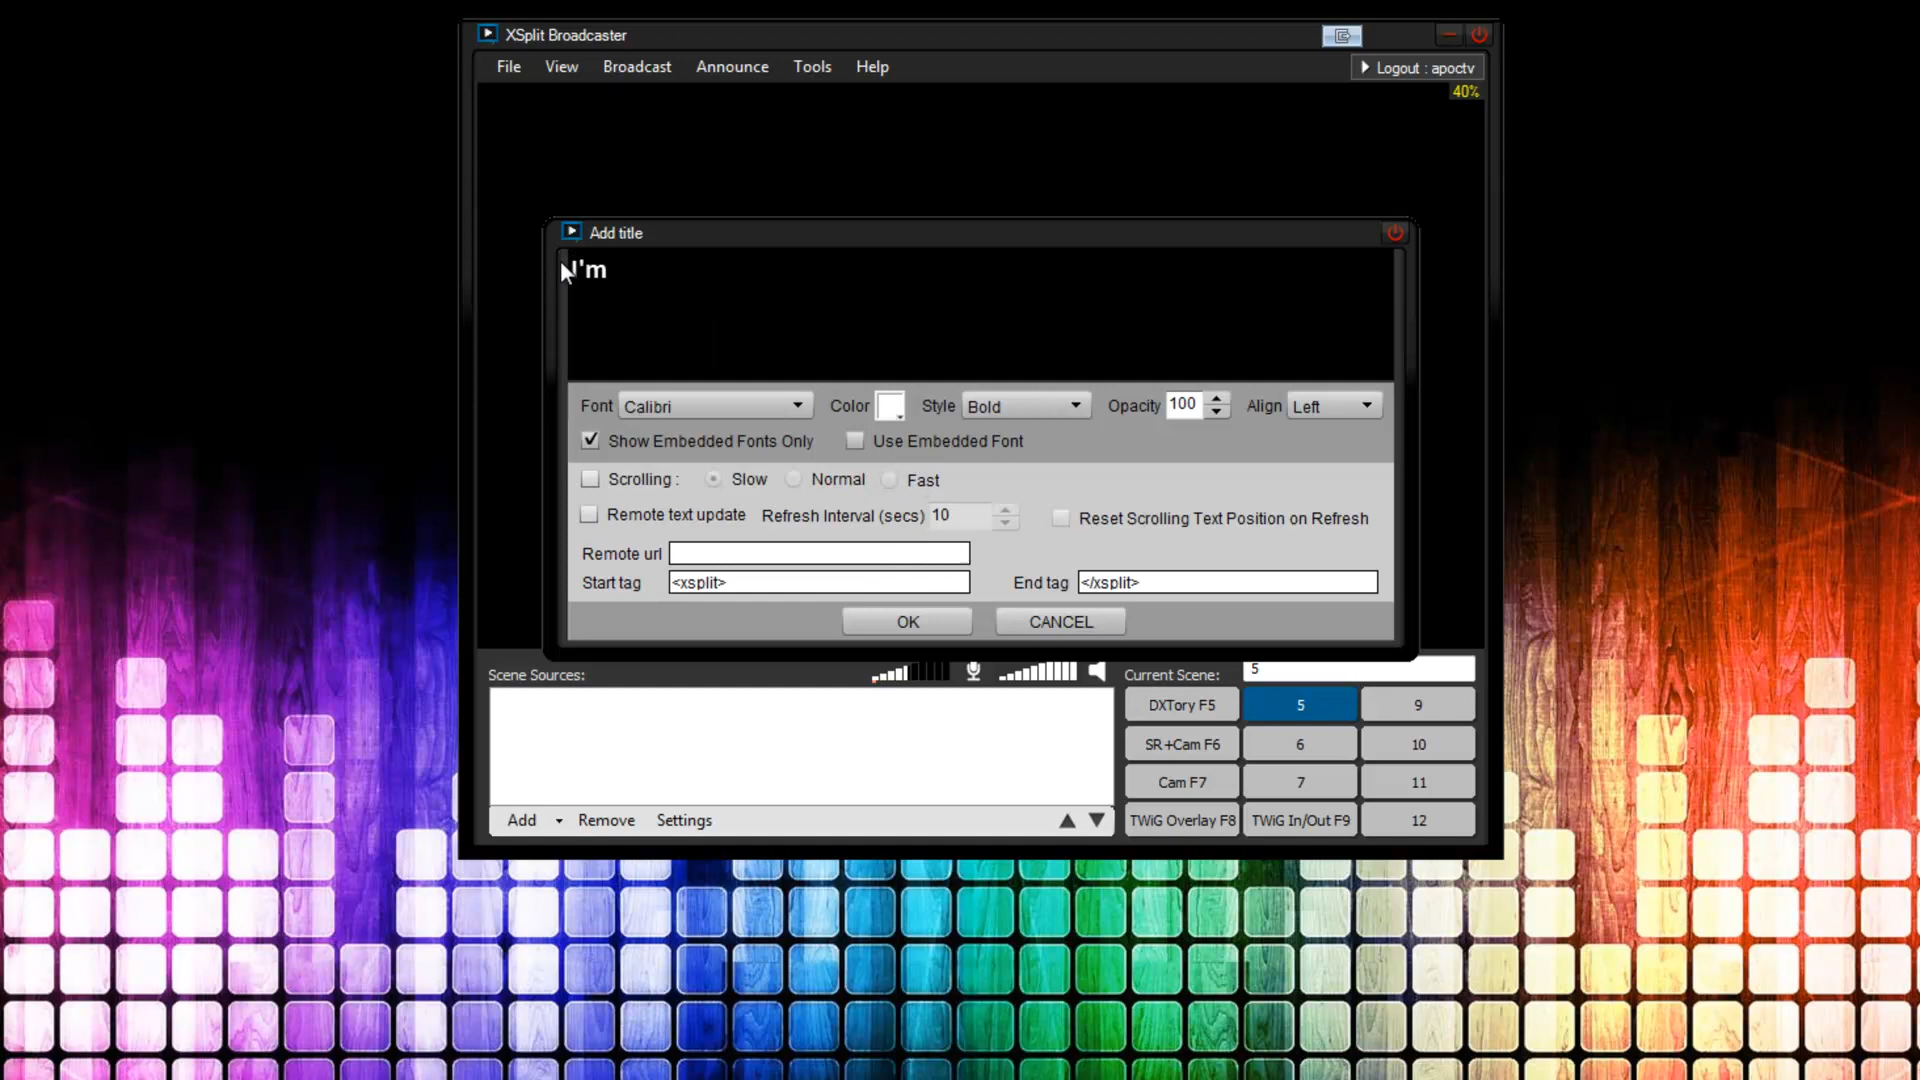 XSplit Broadcaster
File View Broadcast Announce Tools Help
Logout : apoctv
40%
Add title
I'm
Font Calibri Color Style Bold Opacity 100 Align Left
Show Embedded Fonts Only Use Embedded Font
Scrolling : Slow Normal Fast
Remote text update Refresh Interval (secs) 10 Reset Scrolling Text Position on Refresh
Remote url
Start tag <xsplit> End tag </xsplit>
OK CANCEL
Scene Sources: Current Scene: 5
DXTory F5 5 9
SR+Cam F6 6 10
Cam F7 7 11
TWiG Overlay F8 TWiG In/Out F9 12
Add Remove Settings